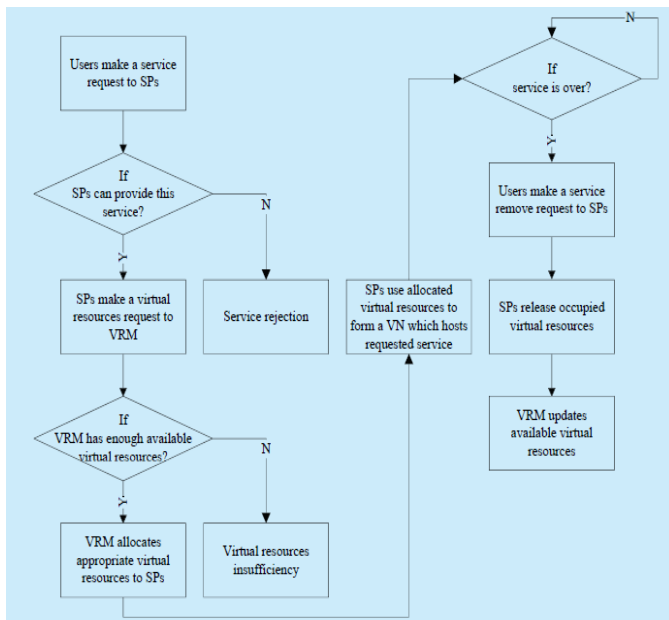 Users make a service
request to SPs
If
SPs can provide this
service?
N
Y
SPs make a virtual
resources request to
VRM
Service rejection
If
VRM has enough available
virtual resources?
N
Y
VRM allocates
appropriate virtual
resources to SPs
Virtual resources
insufficiency
SPs use allocated
virtual resources to
form a VN which hosts
requested service
N
If
service is over?
Y
Users make a service
remove request to SPs
SPs release occupied
virtual resources
VRM updates
available virtual
resources